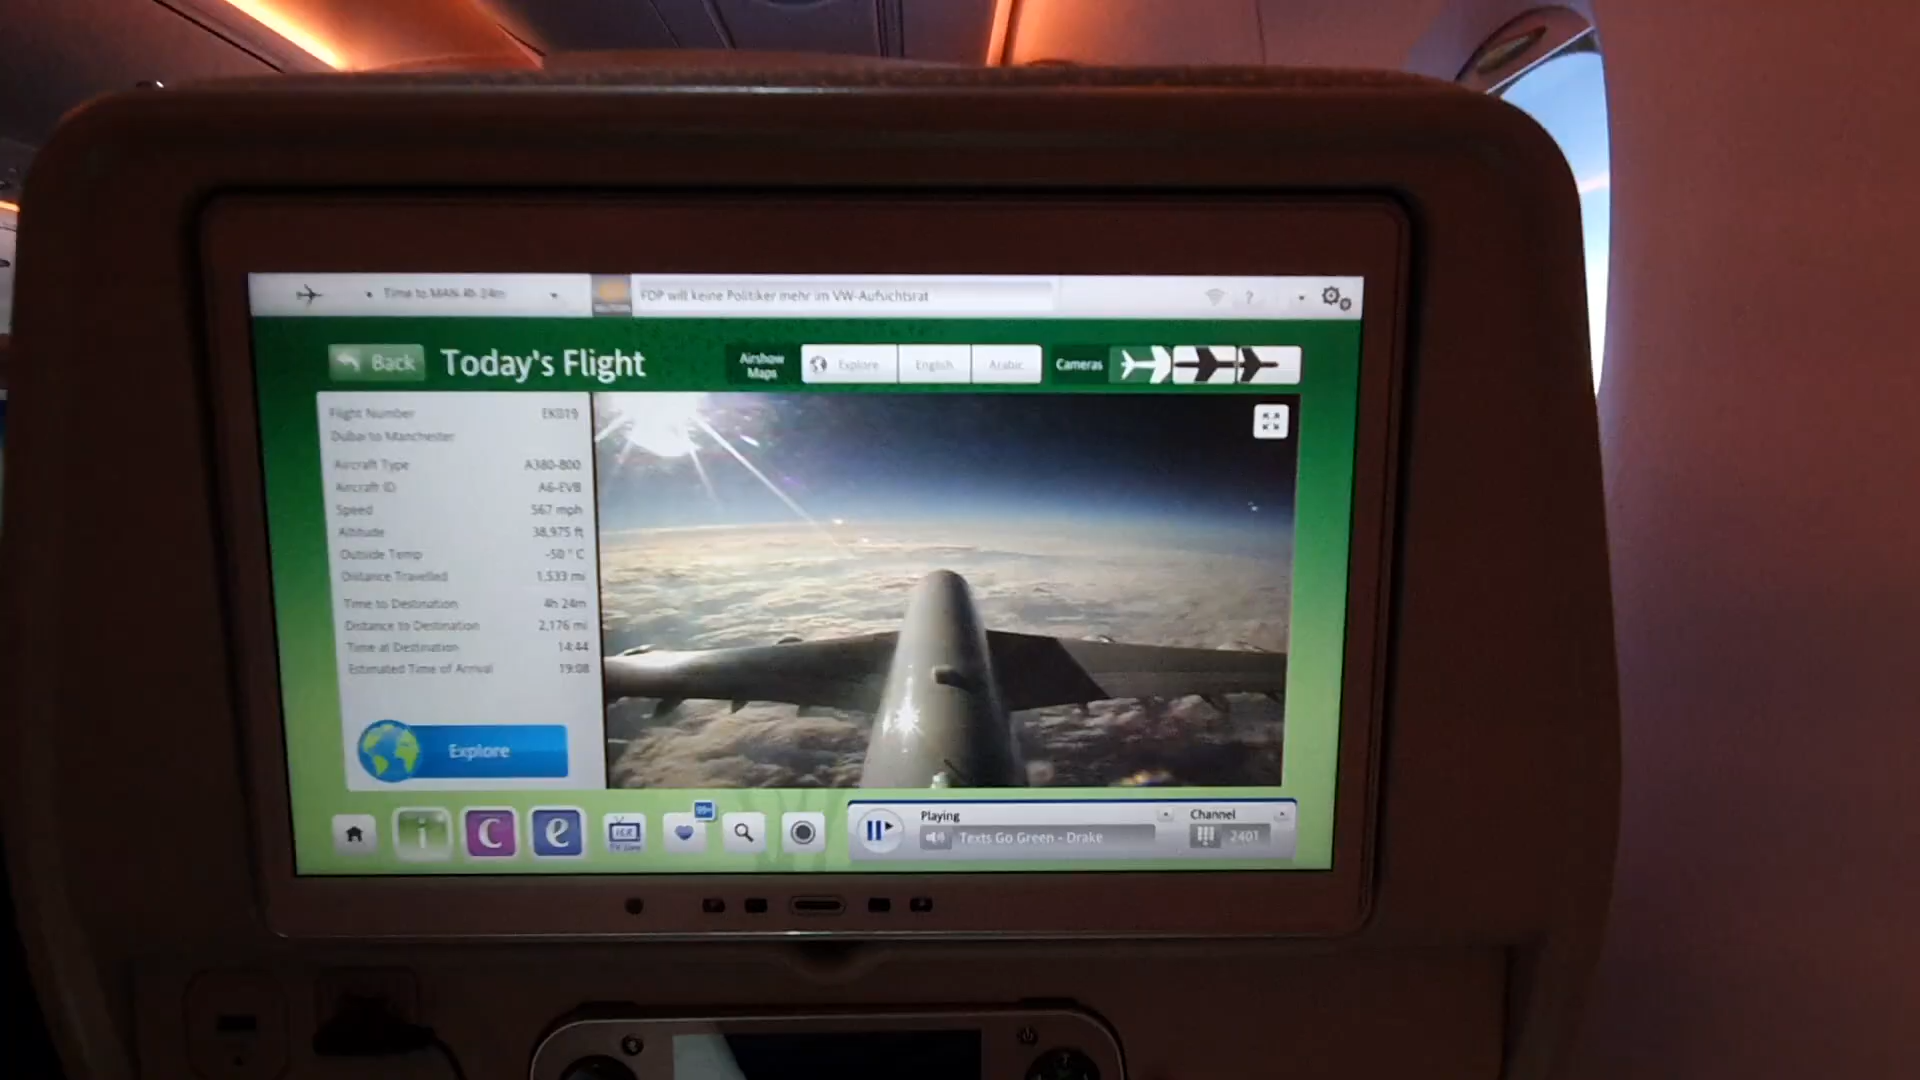 Time to MAN 4h 24m
FDP will keine Politiker mehr im VW-Aufsichtsrat
?
Back
Today's Flight
Airshow Maps
Explore
English
Arabic
Cameras
Flight Number EK019
Dubai to Manchester
Aircraft Type A380-800
Aircraft ID A6-EVB
Speed 567 mph
Altitude 38,975 ft
Outside Temp -50 ° C
Distance Travelled 1,533 mi
Time to Destination 4h 24m
Distance to Destination 2,176 mi
Time at Destination 14:44
Estimated Time of Arrival 19:08
Explore
i
C
e
ice
TV Live
99+
Playing
Texts Go Green - Drake
Channel
2401